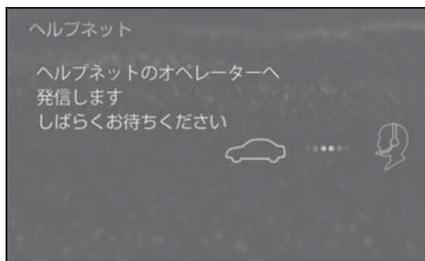 ヘルプネット
ヘルプネットのオペレーターへ
発信します
しばらくお待ちください